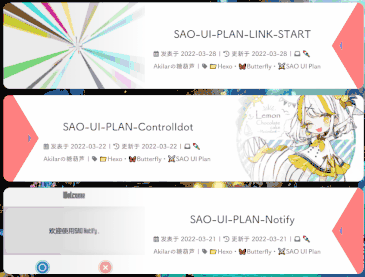 SAO-UI-PLAN-LINK-START
发表于 2022-03-28 | 更新于 2022-03-28 |
Akilarの糖葫芦 | Hexo • Butterfly • SAO UI Plan
SAO-UI-PLAN-Controlldot
发表于 2022-03-22 | 更新于 2022-03-22 |
Akilarの糖葫芦 | Hexo • Butterfly • SAO UI Plan
Lemon
Welcome
欢迎使用SAO Notify
SAO-UI-PLAN-Notify
发表于 2022-03-21 | 更新于 2022-03-21 |
Akilarの糖葫芦 | Hexo • Butterfly • SAO UI Plan